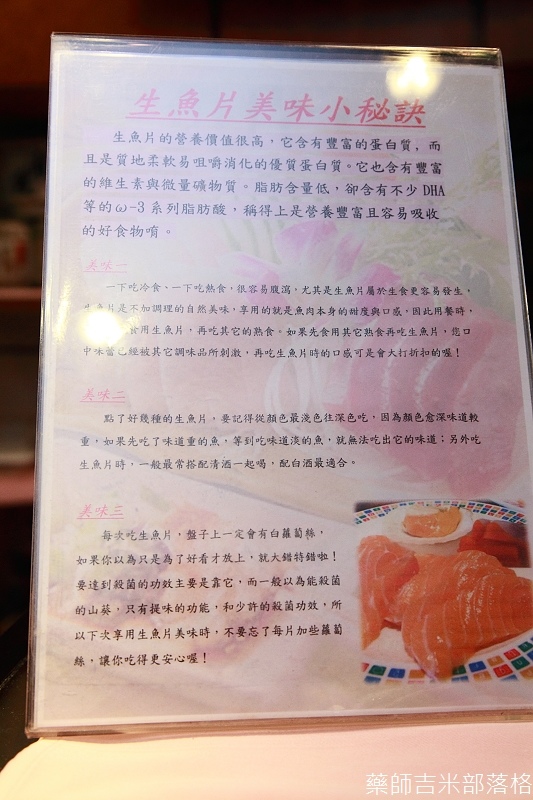 生魚片美味小秘訣
生魚片的營養價值很高，它含有豐富的蛋白質，而
且是質地柔軟易咀嚼消化的優質蛋白質。它也含有豐富
的維生素與微量礦物質。脂肪含量低，卻含有不少DHA
等的ω-3系列脂肪酸，稱得上是營養豐富且容易吸收
的好食物唷。
美味一
一下吃冷食、一下吃熱食，很容易腹瀉，尤其是生魚片屬於生食更容易發生，
生魚片是不加調理的自然美味，享用的就是魚肉本身的甜度與口感，因此用餐時，
食用生魚片，再吃其它的熟食。如果先食用其它熟食再吃生魚片，您口
中味蕾已經被其它調味品所刺激，再吃生魚片時的口感可是會大打折扣的喔！
美味二
點了好幾種的生魚片，要記得從顏色最淺色往深色吃，因為顏色愈深味道較
重，如果先吃了味道重的魚，等到吃味道淡的魚，就無法吃出它的味道；另外吃
生魚片時，一般最常搭配清酒一起喝，配白酒最適合。
美味三
每次吃生魚片，盤子上一定會有白蘿蔔絲，
如果你以為只是為了好看才放上，就大錯特錯啦！
要達到殺菌的功效主要是靠它，而一般以為能殺菌
的山葵，只有提味的功能，和少許的殺菌功效，所
以下次享用生魚片美味時，不要忘了每片加些蘿蔔
絲，讓你吃得更安心喔！
藥師吉米部落格